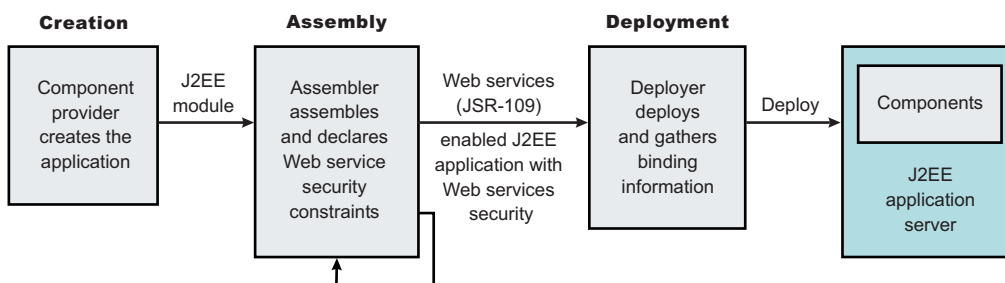 Creation
Assembly
Deployment
Component
provider
creates the
application
J2EE
module
Assembler
assembles
and declares
Web service
security
constraints
Web services
(JSR-109)
enabled J2EE
application with
Web services
security
Deployer
deploys
and gathers
binding
information
Deploy
Components
J2EE
application
server